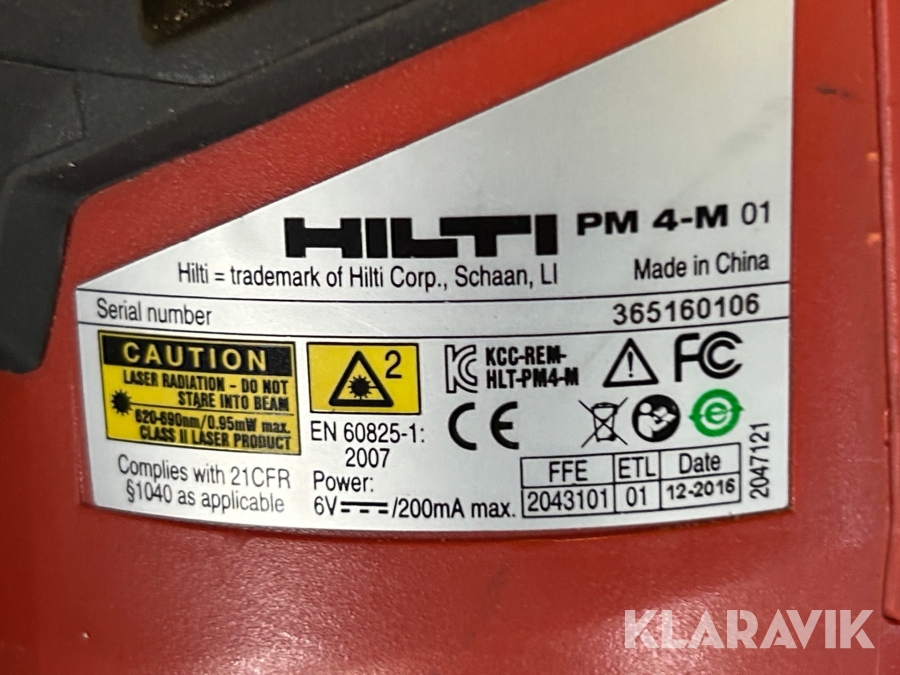 HILTI PM 4-M 01
Hilti = trademark of Hilti Corp., Schaan, LI
Made in China
Serial number
365160106
CAUTION
LASER RADIATION - DO NOT
STARE INTO BEAM
620-690nm/0.95mW max.
CLASS II LASER PRODUCT
Complies with 21CFR
§1040 as applicable
2
EN 60825-1:
2007
Power:
6V⎓/200mA max.
KCC-REM-
HLT-PM4-M
FC
CE
FFE ETL Date
2043101 01 12-2016
2047121
KLARAVIK